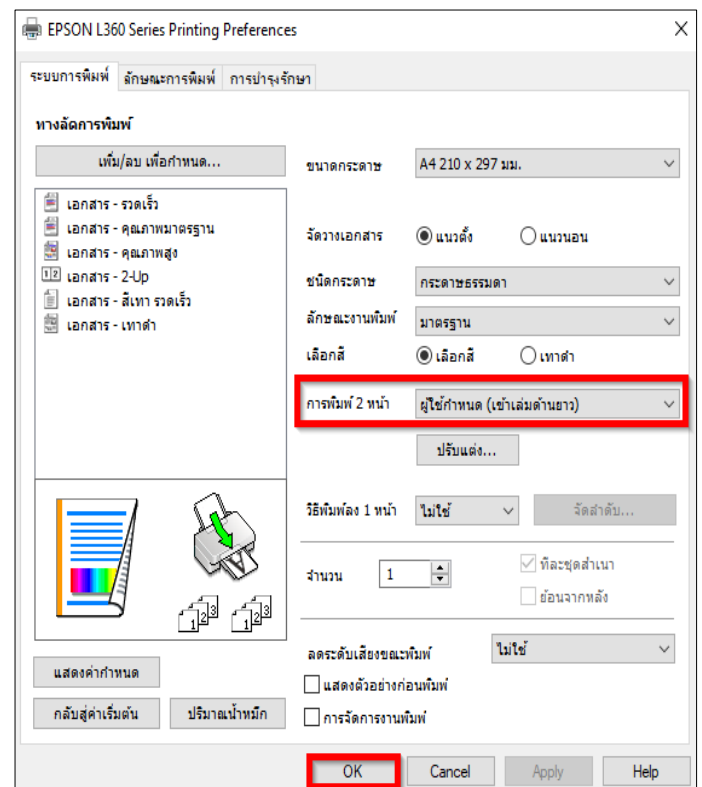 EPSON L360 Series Printing Preferences
ระบบการพิมพ์ ลักษณะการพิมพ์ การบำรุงรักษา
ทางลัดการพิมพ์
เพิ่ม/ลบ เพื่อกำหนด...
เอกสาร - รวดเร็ว
เอกสาร - คุณภาพมาตรฐาน
เอกสาร - คุณภาพสูง
เอกสาร - 2-Up
เอกสาร - สีเทา รวดเร็ว
เอกสาร - เทาดำ
ขนาดกระดาษ A4 210 x 297 มม.
จัดวางเอกสาร แนวตั้ง แนวนอน
ชนิดกระดาษ กระดาษธรรมดา
ลักษณะงานพิมพ์ มาตรฐาน
เลือกสี เลือกสี เทาดำ
การพิมพ์ 2 หน้า ผู้ใช้กำหนด (เข้าเล่มด้านยาว)
ปรับแต่ง...
วิธีพิมพ์ลง 1 หน้า ไม่ใช้ จัดลำดับ...
จำนวน 1 ทีละชุดสำเนา
ย้อนจากหลัง
ลดระดับเสียงขณะพิมพ์ ไม่ใช้
แสดงตัวอย่างก่อนพิมพ์
การจัดการงานพิมพ์
1 2 3 1 2 3
แสดงค่ากำหนด
กลับสู่ค่าเริ่มต้น ปริมาณน้ำหมึก
OK Cancel Apply Help